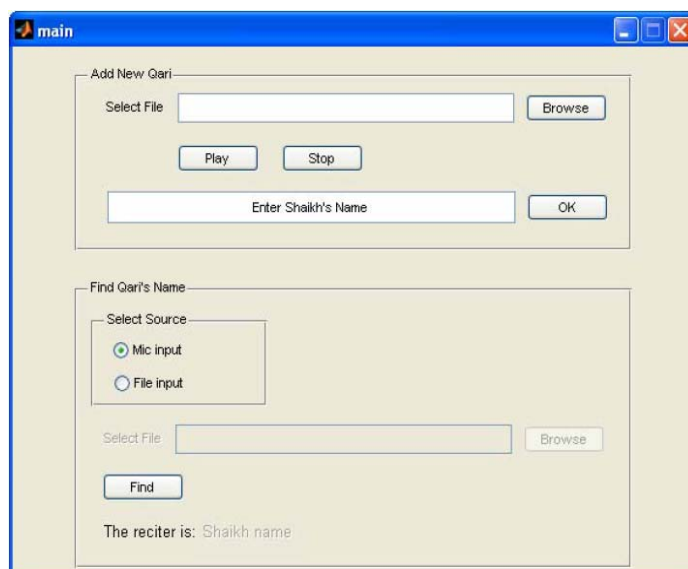 main
Add New Qari
Select File
Browse
Play
Stop
Enter Shaikh's Name
OK
Find Qari's Name
Select Source
Mic input
File input
Select File
Browse
Find
The reciter is: Shaikh name